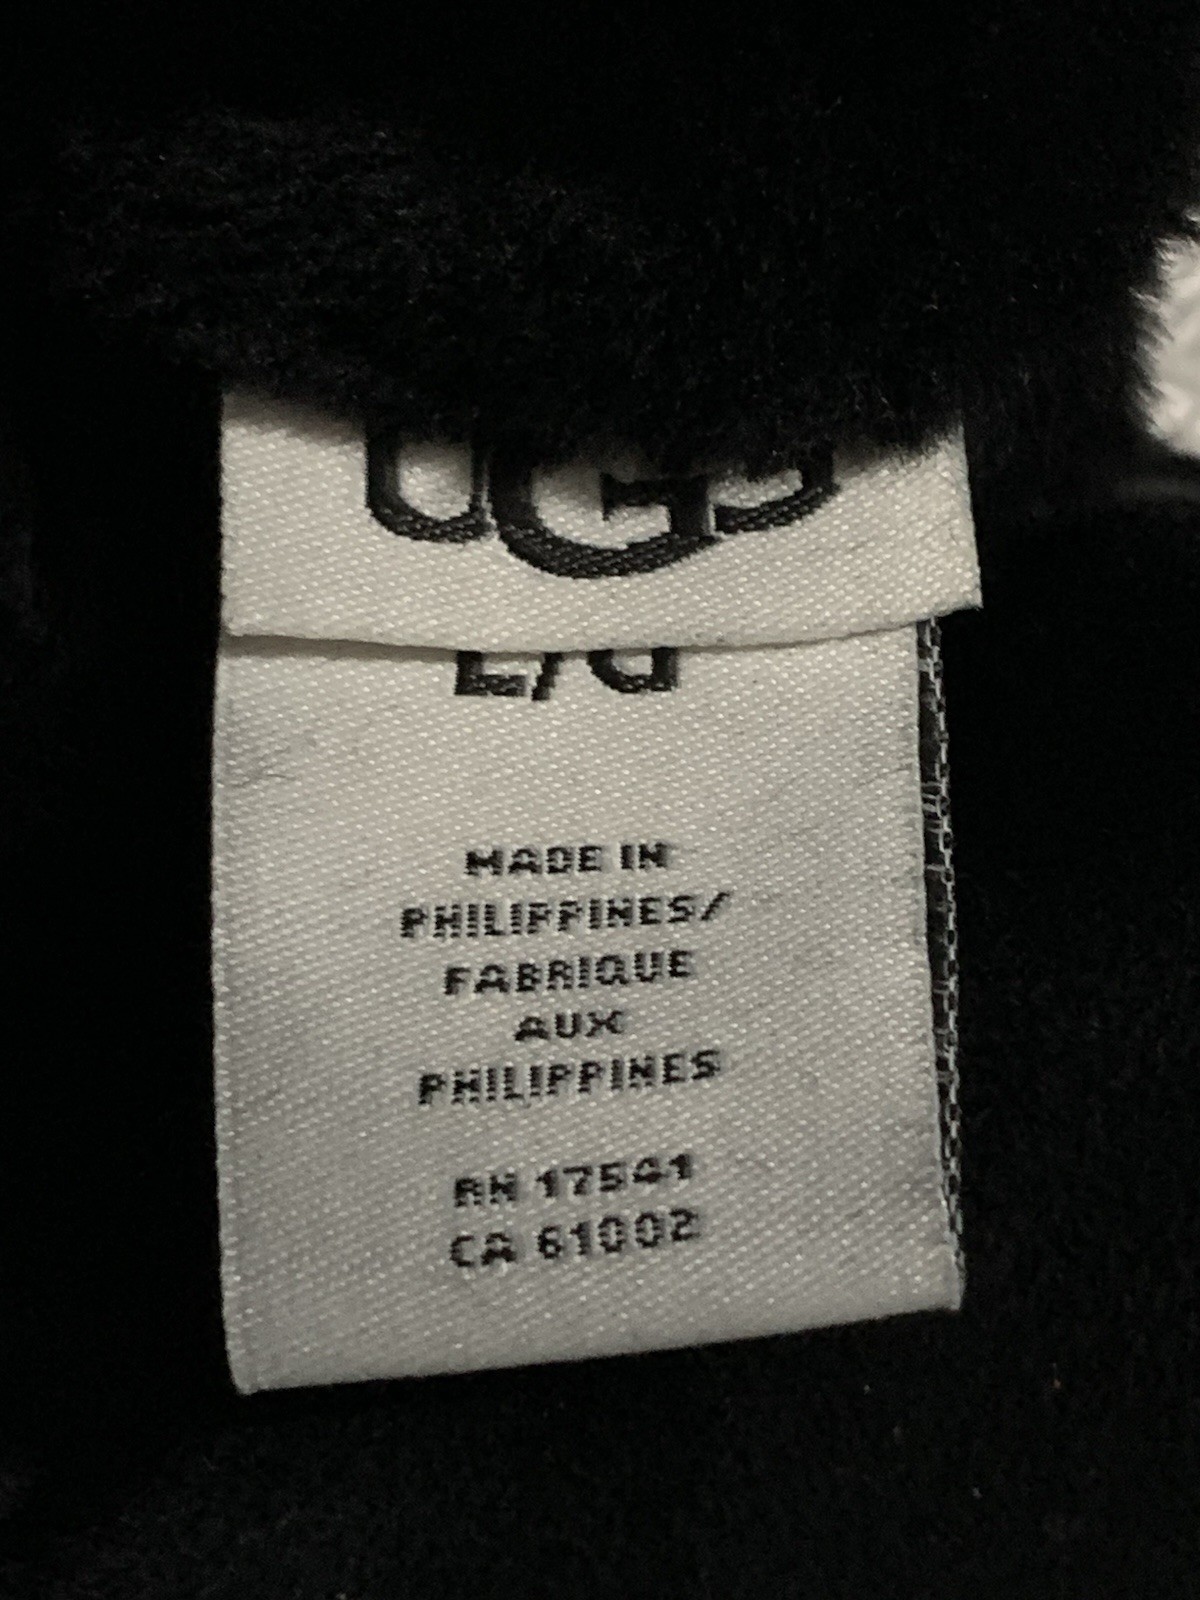 UGG
L/G
MADE IN
PHILIPPINES/
FABRIQUE
AUX
PHILIPPINES
RN 17541
CA 61002